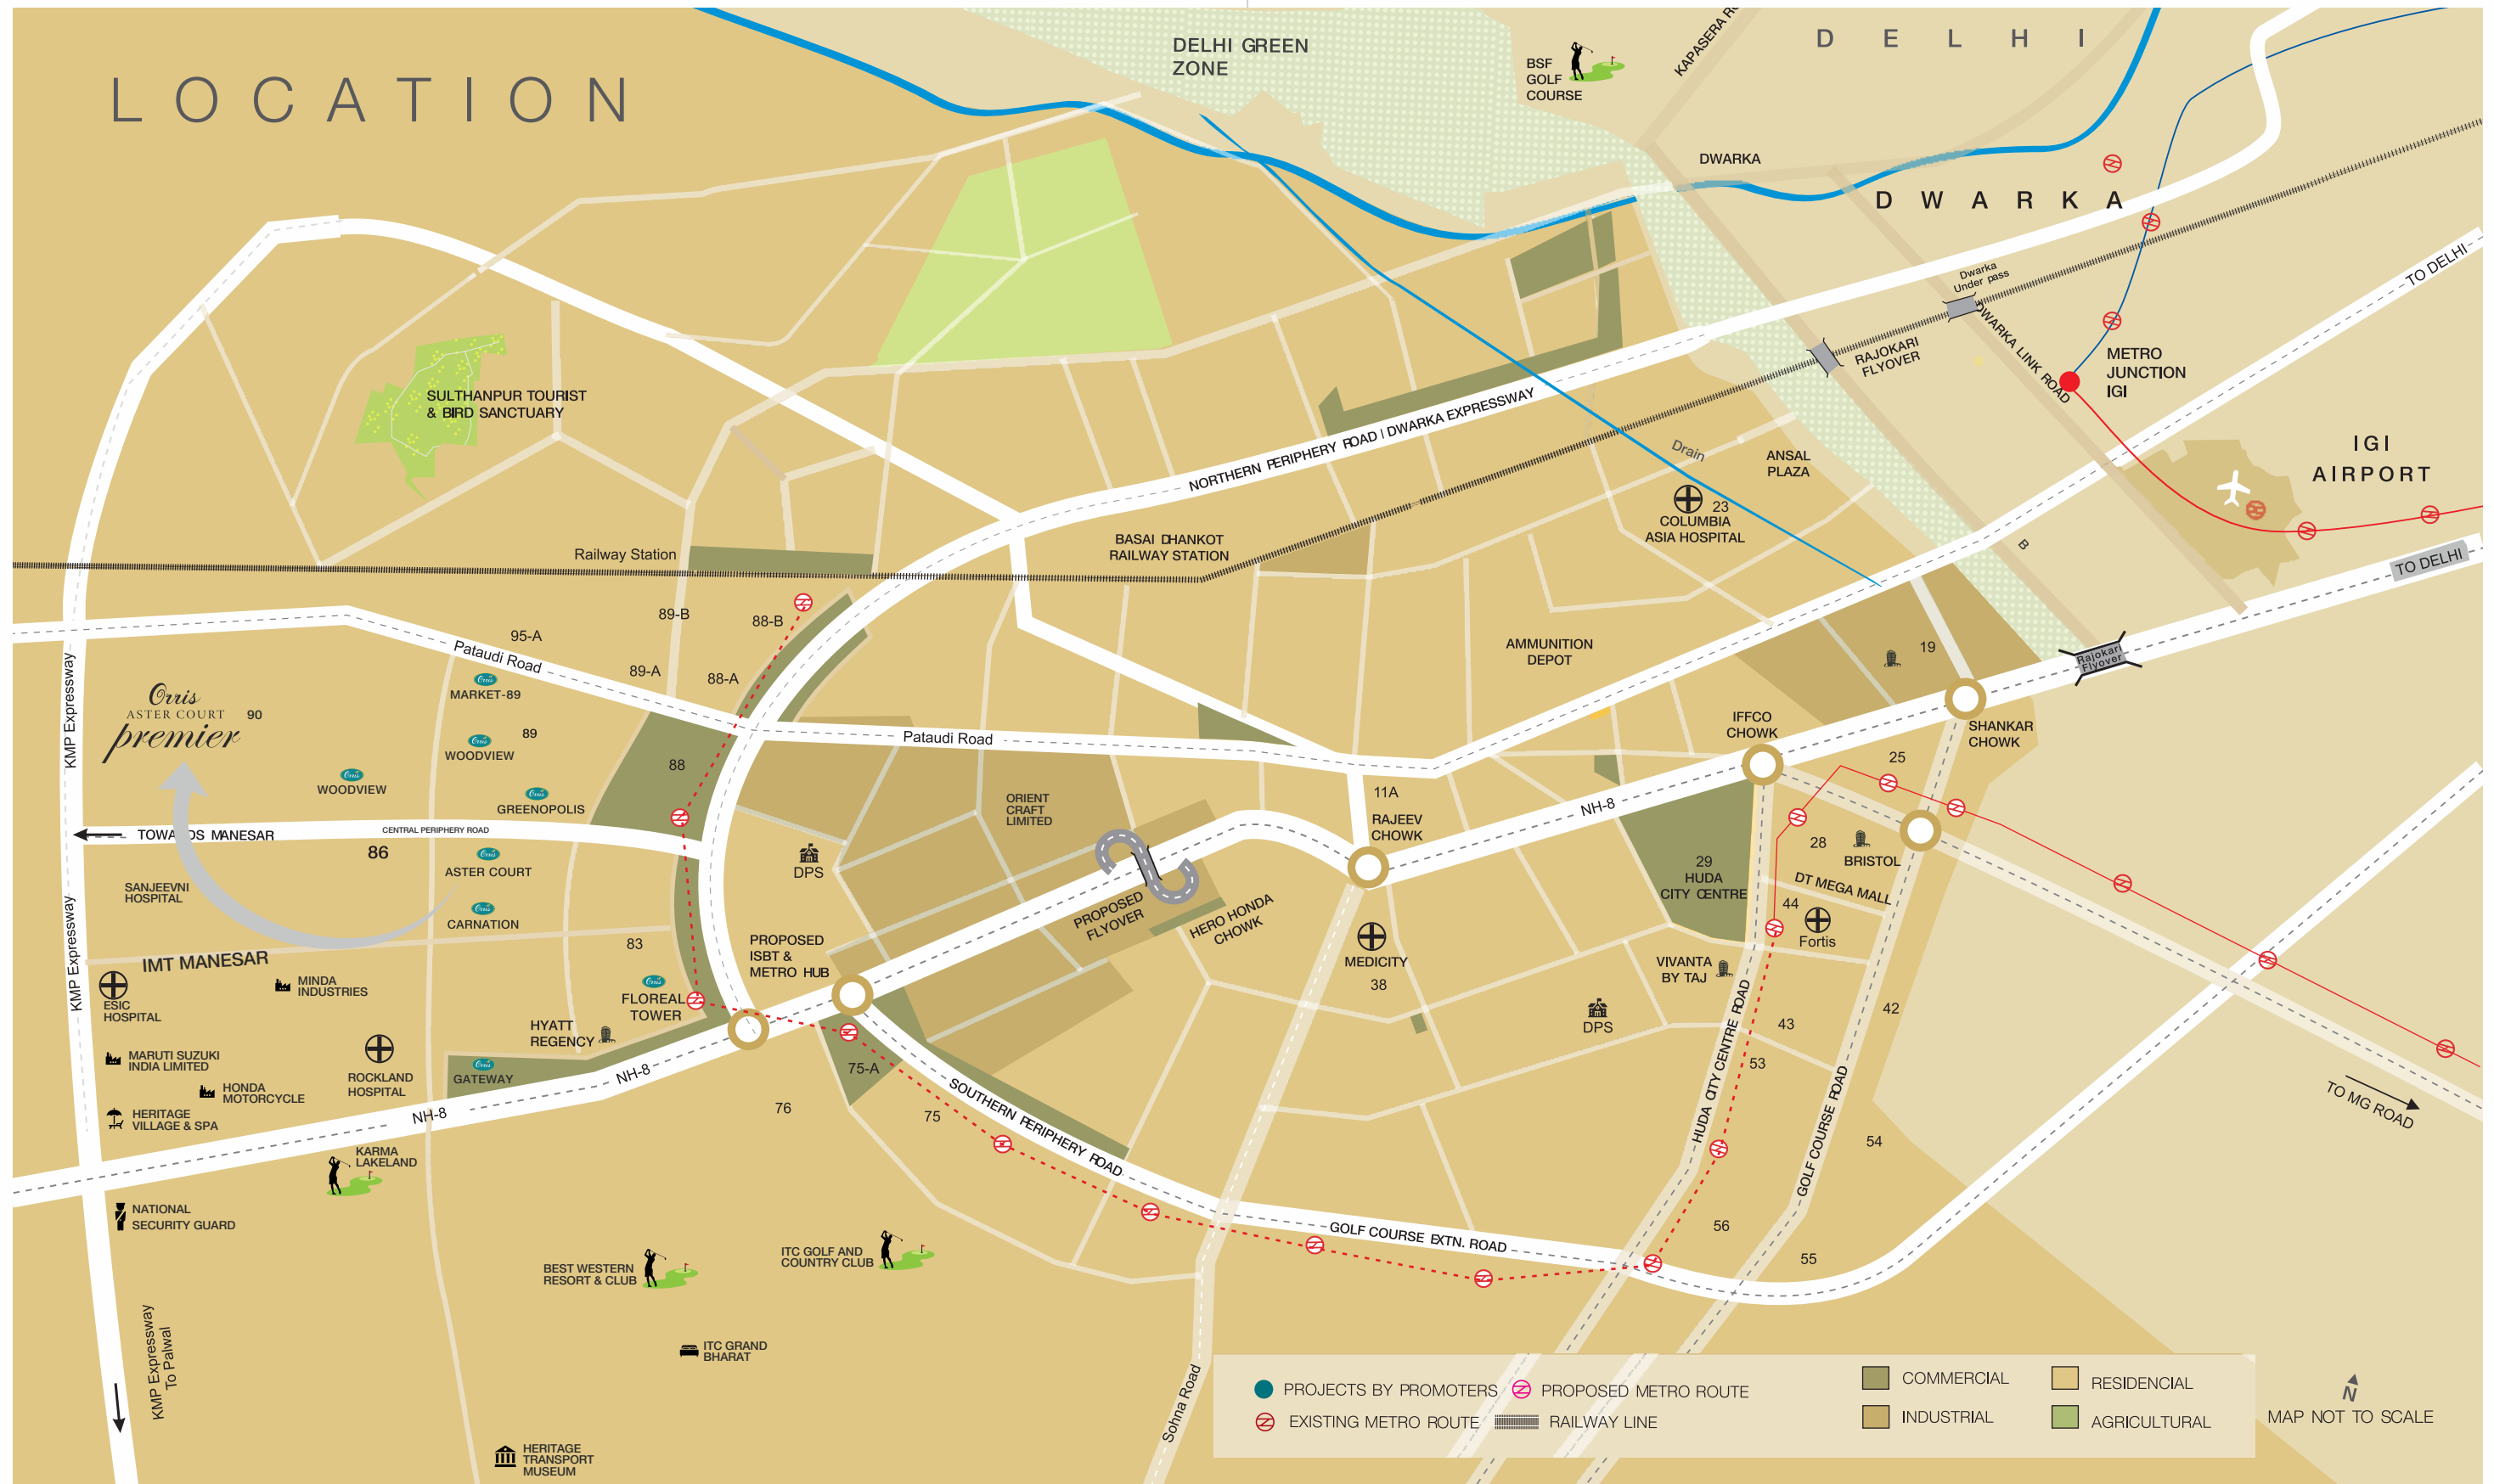 LOCATION
DELHI GREEN
ZONE
BSF
GOLF
COURSE
DELHI
DWARKA
DWARKA
Dwarka
Under pass
DWARKA LINK ROAD
RAJOKARI
FLYOVER
METRO
JUNCTION
IGI
TO DELHI
IGI
AIRPORT
TO DELHI
B
Rajokari
Flyover
SULTHANPUR TOURIST
& BIRD SANCTUARY
NORTHERN PERIPHERY ROAD | DWARKA EXPRESSWAY
Drain
ANSAL
PLAZA
23
COLUMBIA
ASIA HOSPITAL
BASAI DHANKOT
RAILWAY STATION
Railway Station
89-B
88-B
95-A
Pataudi Road
89-A
88-A
AMMUNITION
DEPOT
19
KMP Expressway
Orris
ASTER COURT
premier
90
Orris
MARKET-89
Orris
WOODVIEW
89
Orris
WOODVIEW
Orris
GREENOPOLIS
88
Pataudi Road
ORIENT
CRAFT
LIMITED
11A
RAJEEV
CHOWK
NH-8
IFFCO
CHOWK
SHANKAR
CHOWK
25
28
BRISTOL
DT MEGA MALL
29
HUDA
CITY CENTRE
44
Fortis
TOWARDS MANESAR
CENTRAL PERIPHERY ROAD
86
Orris
ASTER COURT
SANJEEVNI
HOSPITAL
Orris
CARNATION
DPS
PROPOSED
FLYOVER
HERO HONDA
CHOWK
MEDICITY
38
VIVANTA
BY TAJ
DPS
HUDA CITY CENTRE ROAD
42
43
53
GOLF COURSE ROAD
54
56
55
KMP Expressway
IMT MANESAR
83
PROPOSED
ISBT &
METRO HUB
ESIC
HOSPITAL
MINDA
INDUSTRIES
Orris
FLOREAL
TOWER
HYATT
REGENCY
MARUTI SUZUKI
INDIA LIMITED
HONDA
MOTORCYCLE
ROCKLAND
HOSPITAL
Orris
GATEWAY
HERITAGE
VILLAGE & SPA
NH-8
NH-8
75-A
76
75
SOUTHERN PERIPHERY ROAD
GOLF COURSE EXTN. ROAD
TO MG ROAD
KARMA
LAKELAND
NATIONAL
SECURITY GUARD
BEST WESTERN
RESORT & CLUB
ITC GOLF AND
COUNTRY CLUB
ITC GRAND
BHARAT
KMP Expressway
To Palwal
HERITAGE
TRANSPORT
MUSEUM
Sohna Road
PROJECTS BY PROMOTERS
PROPOSED METRO ROUTE
EXISTING METRO ROUTE
RAILWAY LINE
COMMERCIAL
RESIDENCIAL
INDUSTRIAL
AGRICULTURAL
N
MAP NOT TO SCALE